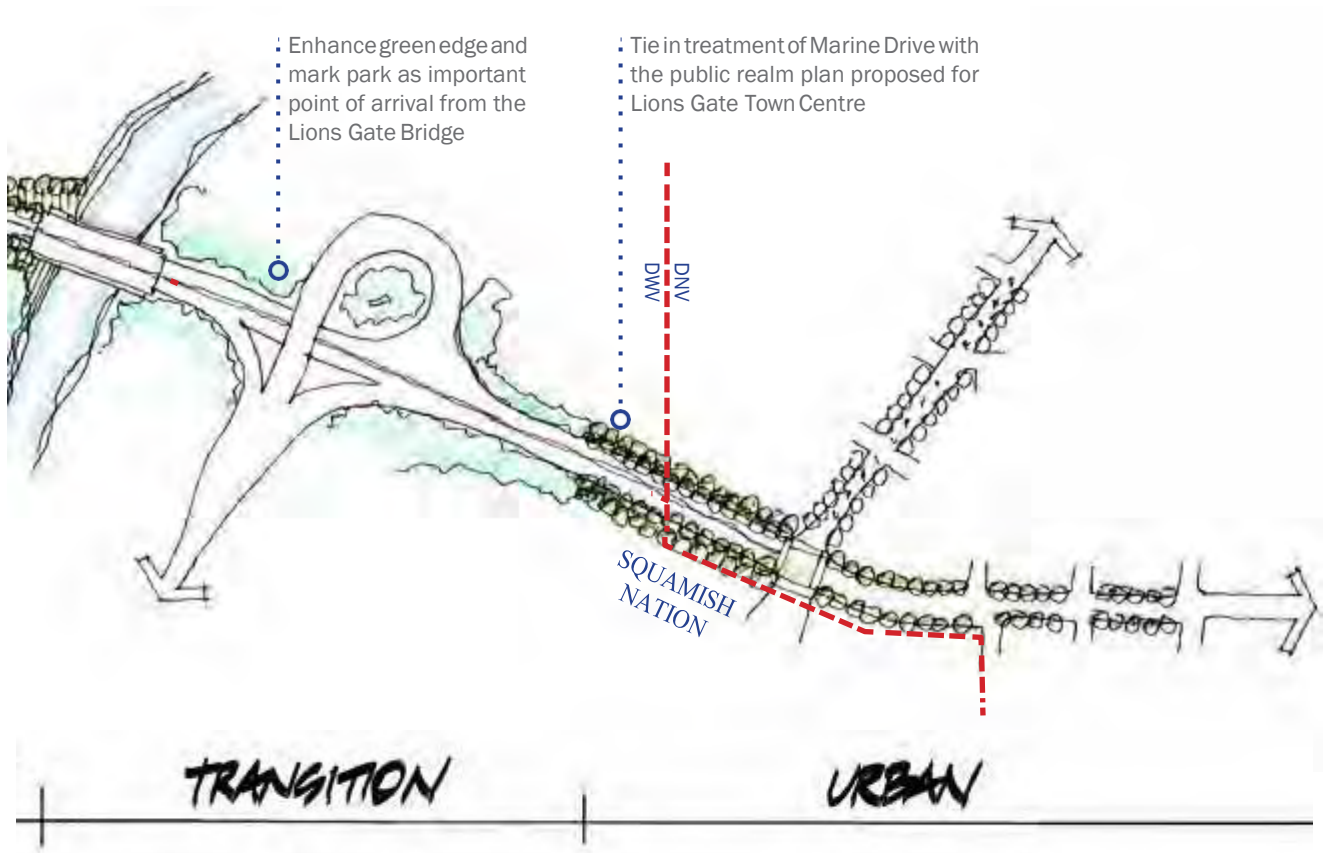 Enhance green edge and
mark park as important
point of arrival from the
Lions Gate Bridge
Tie in treatment of Marine Drive with
the public realm plan proposed for
Lions Gate Town Centre
DWV
DNV
SQUAMISH
NATION
TRANSITION
URBAN